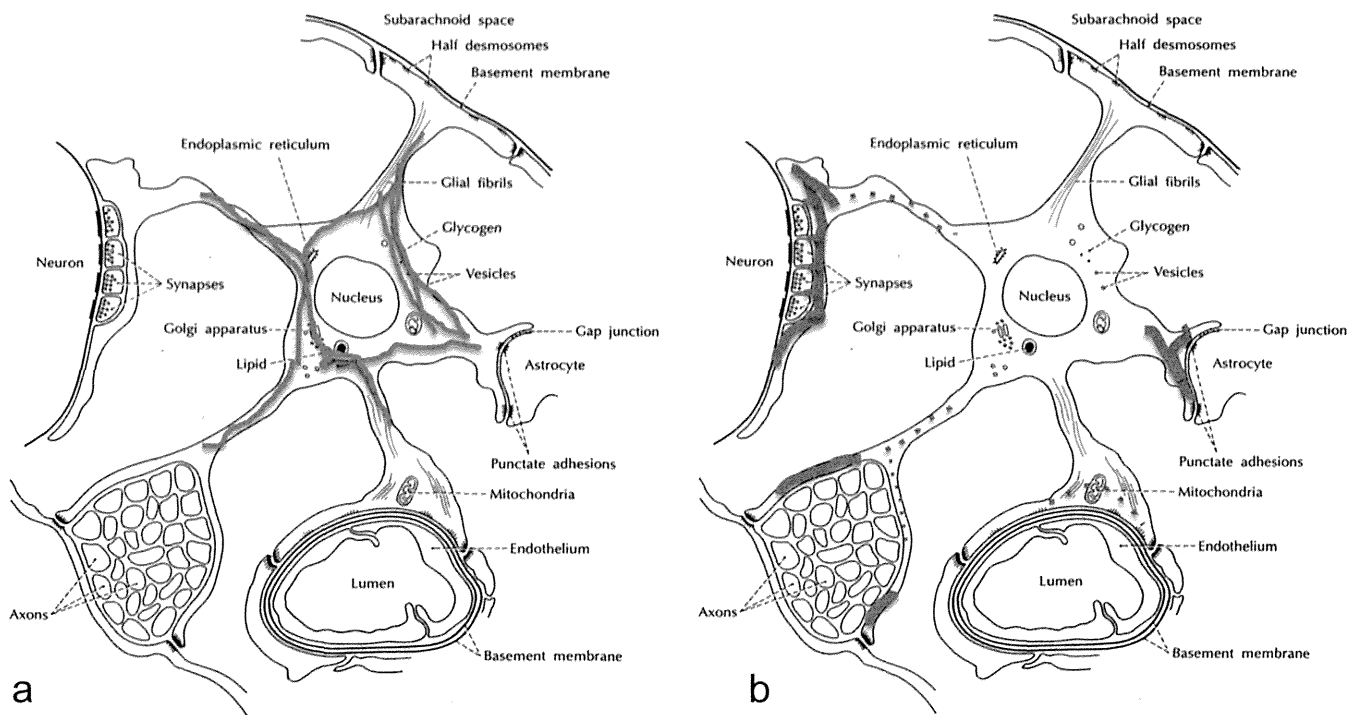 Subarachnoid space
Half desmosomes
Basement membrane
Endoplasmic reticulum
Glial fibrils
Glycogen
Neuron
Synapses
Vesicles
Nucleus
Golgi apparatus
Gap junction
Lipid
Astrocyte
Punctate adhesions
Mitochondria
Endothelium
Lumen
Axons
Basement membrane
a
Subarachnoid space
Half desmosomes
Basement membrane
Endoplasmic reticulum
Glial fibrils
Glycogen
Neuron
Synapses
Vesicles
Nucleus
Golgi apparatus
Gap junction
Lipid
Astrocyte
Punctate adhesions
Mitochondria
Endothelium
Lumen
Axons
Basement membrane
b